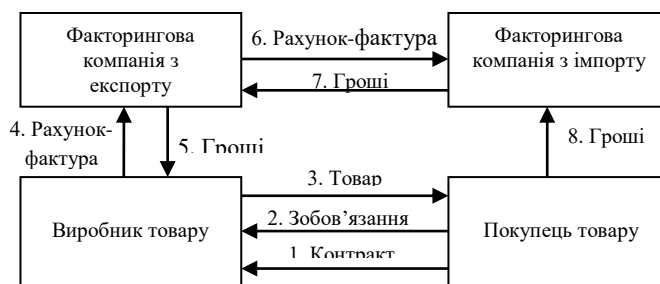 Факторингова
компанія з
експорту
6. Рахунок-фактура
7. Гроші
Факторингова
компанія з імпорту
4. Рахунок-
фактура
5. Гроші
8. Гроші
Виробник товару
3. Товар
2. Зобов’язання
1. Контракт
Покупець товару